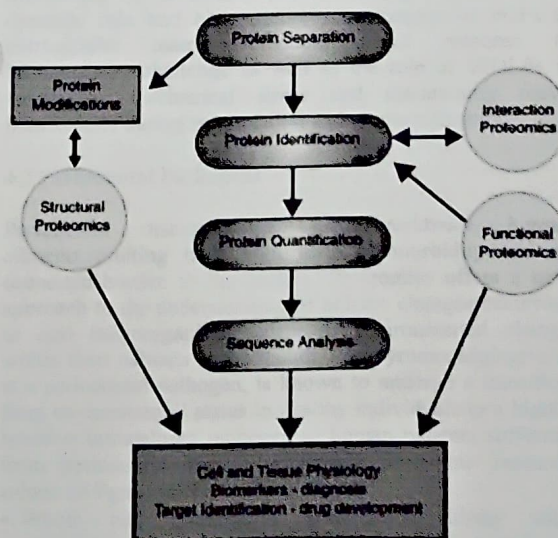 Protein Separation
Protein
Modifications
Interaction
Proteomics
Protein Identification
Structural
Proteomics
Functional
Proteomics
Protein Quantification
Sequence Analysis
Cell and Tissue Physiology
Biomarkers - diagnosis
Target Identification - drug development